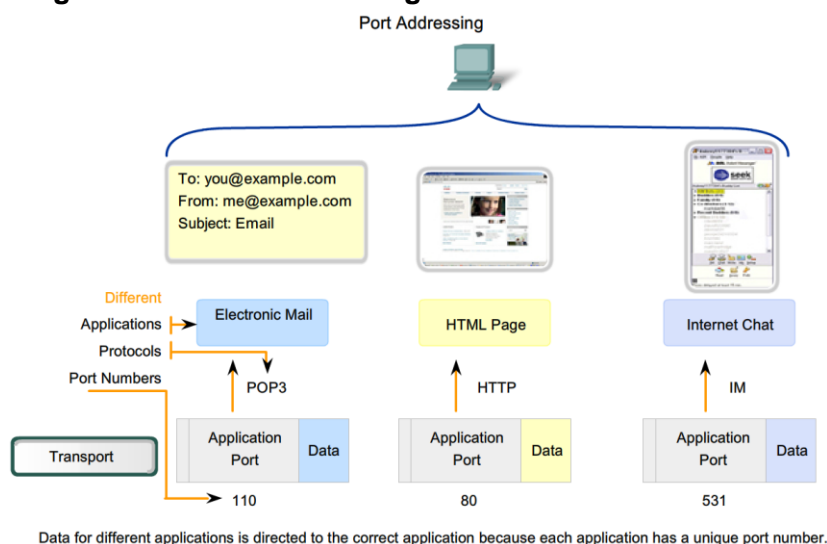 Port Addressing
To: you@example.com
From: me@example.com
Subject: Email
seek
Different
Applications
Protocols
Port Numbers
Electronic Mail
HTML Page
Internet Chat
POP3
HTTP
IM
Transport
Application
Port
Data
Application
Port
Data
Application
Port
Data
110
80
531
Data for different applications is directed to the correct application because each application has a unique port number.